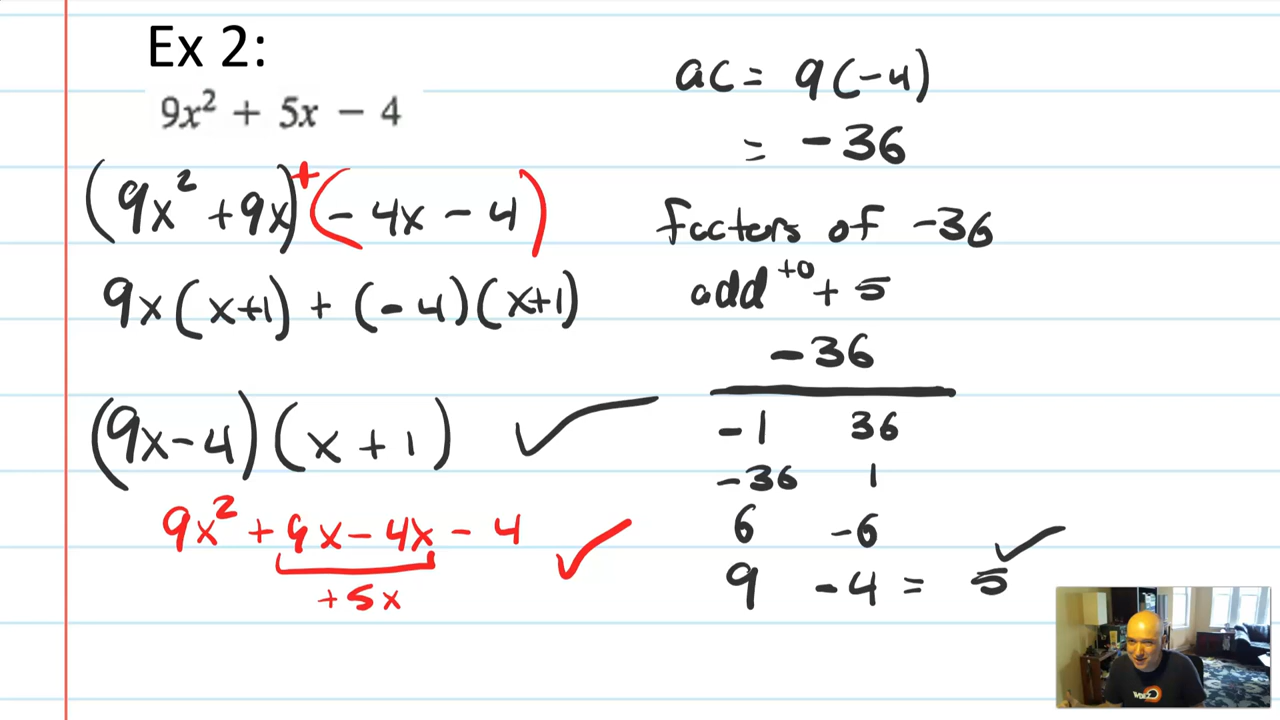 Ex 2:
9x² + 5x − 4
(9x² + 9x) + (− 4x − 4)
9x(x+1) + (−4)(x+1)
(9x−4)(x + 1) ✓
9x² + 9x − 4x − 4 ✓
+ 5x
ac = 9(−4)
= −36
factors of −36
add to + 5
−36
−1 36
−36 1
6 −6
9 −4 = 5 ✓